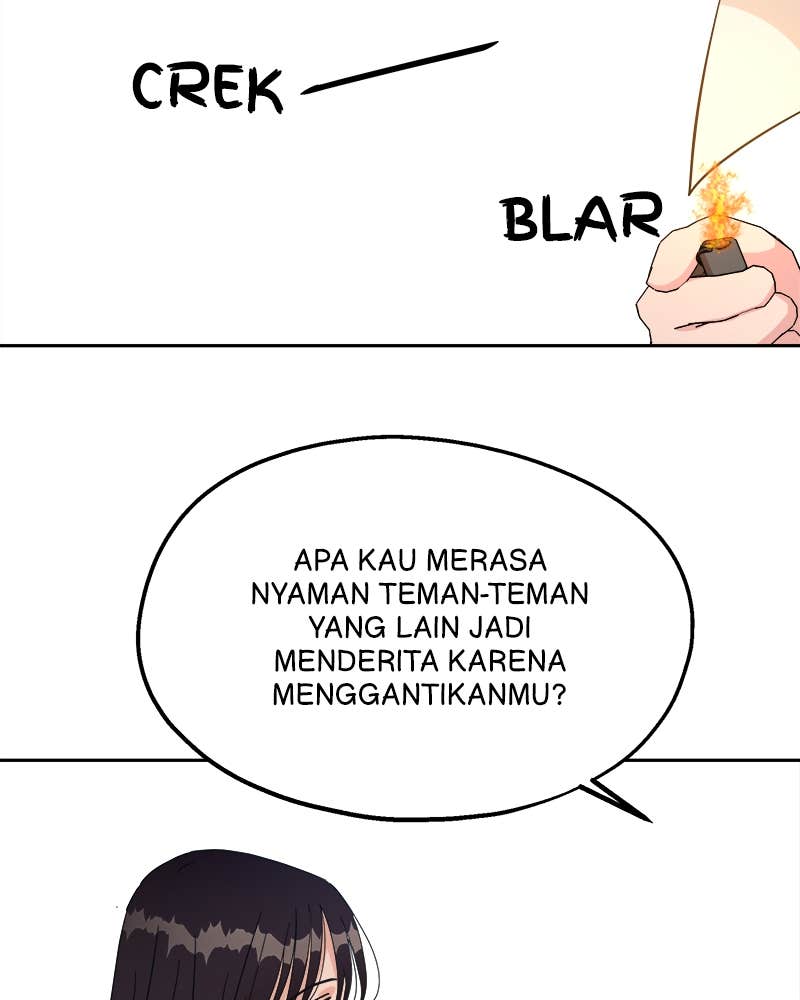 CREK
BLAR
APA KAU MERASA
NYAMAN TEMAN-TEMAN
YANG LAIN JADI
MENDERITA KARENA
MENGGANTIKANMU?